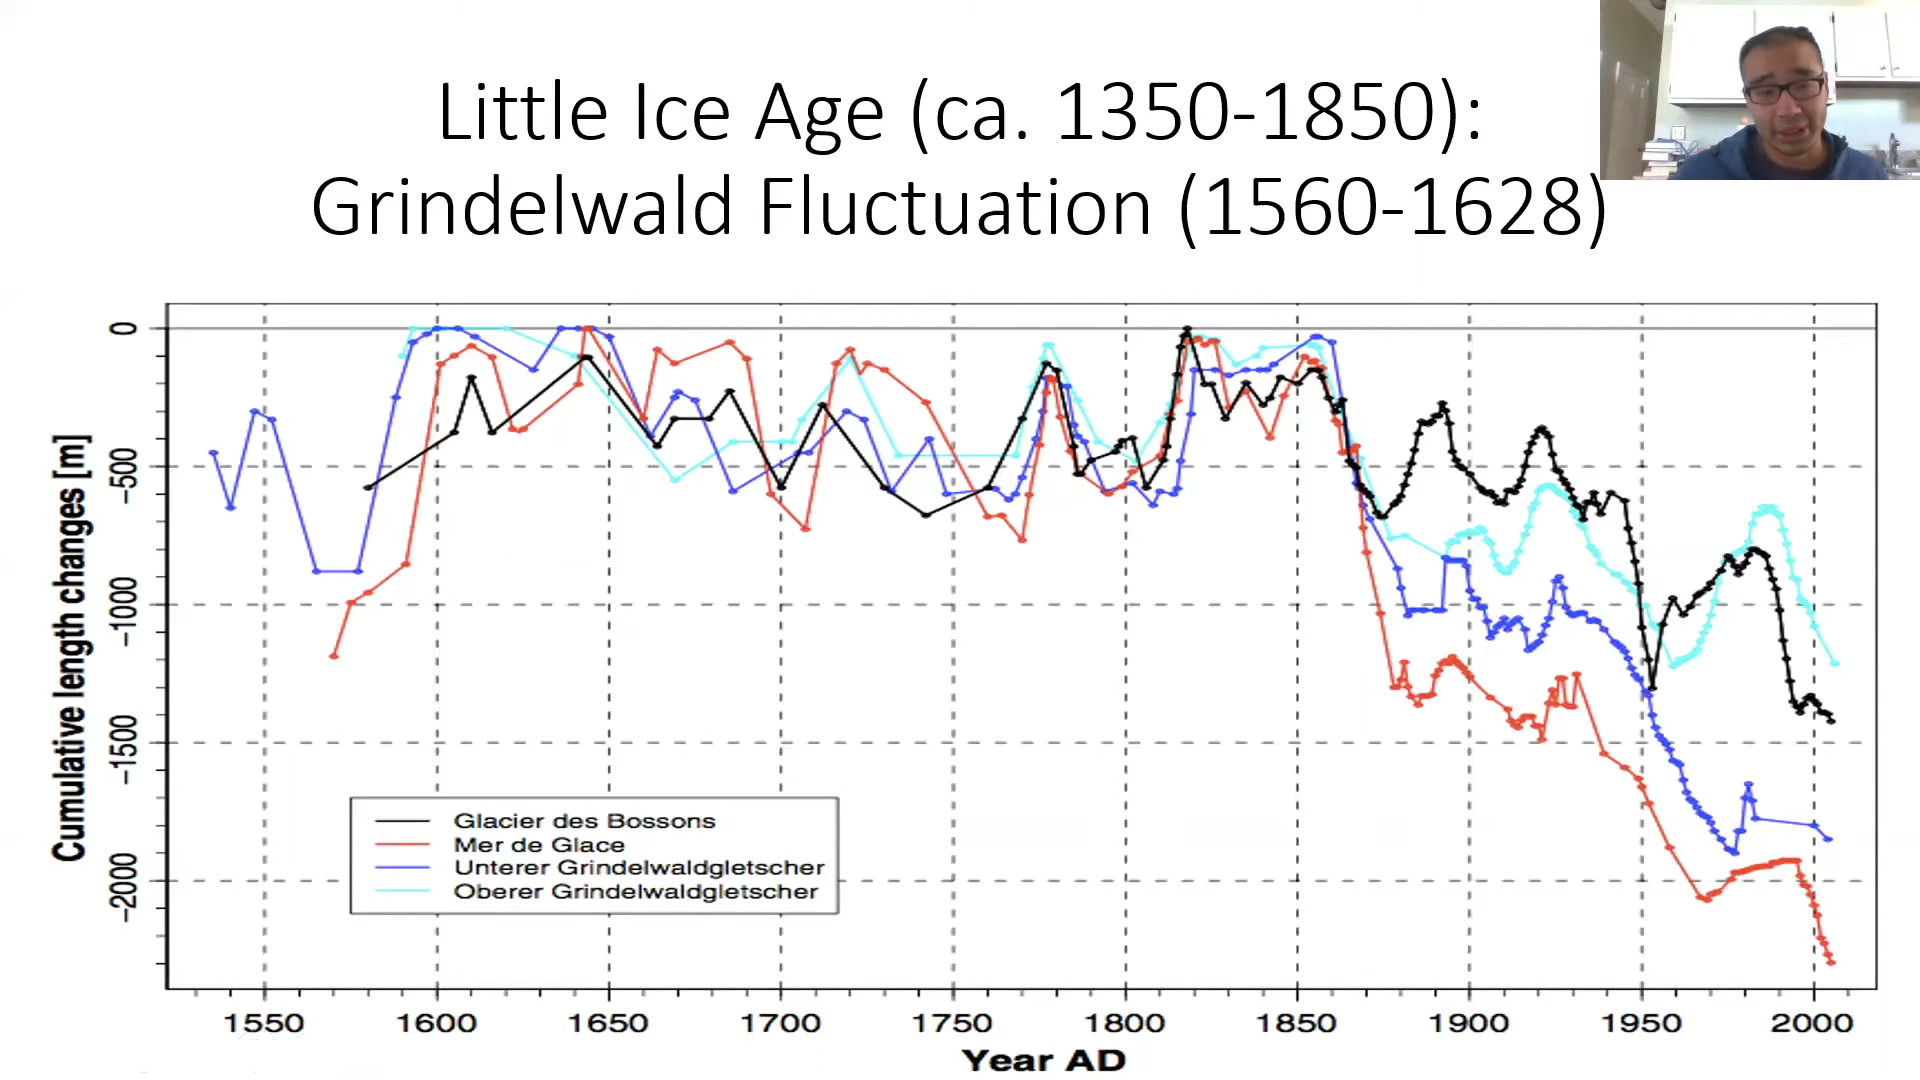 Little Ice Age (ca. 1350-1850):
Grindelwald Fluctuation (1560-1628)
Cumulative length changes [m]
0
-500
-1000
-1500
-2000
Glacier des Bossons
Mer de Glace
Unterer Grindelwaldgletscher
Oberer Grindelwaldgletscher
1550 1600 1650 1700 1750 1800 1850 1900 1950 2000
Year AD